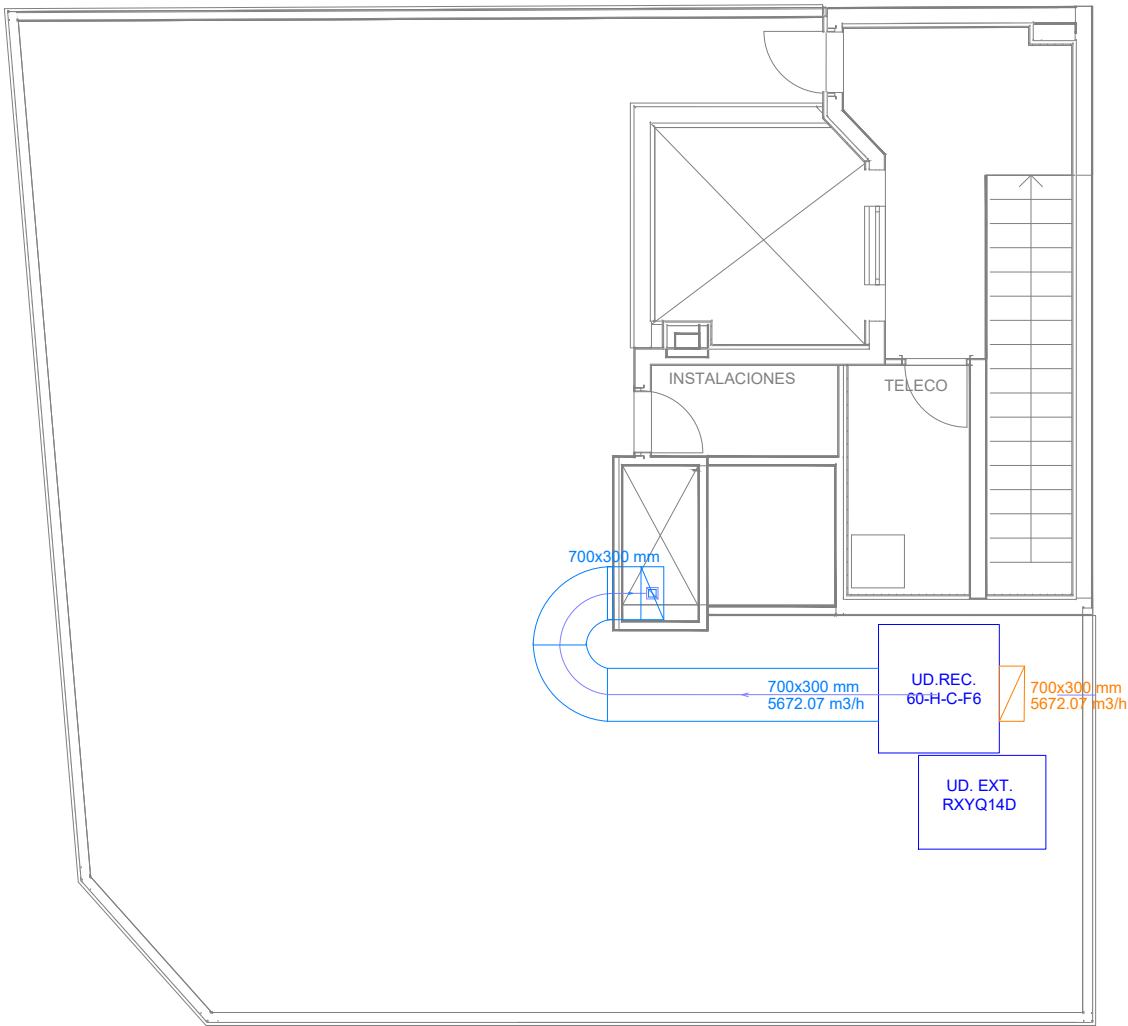 INSTALACIONES
TELECO
700x300 mm
UD.REC.
60-H-C-F6
700x300 mm
5672.07 m3/h
700x300 mm
5672.07 m3/h
UD. EXT.
RXYQ14D